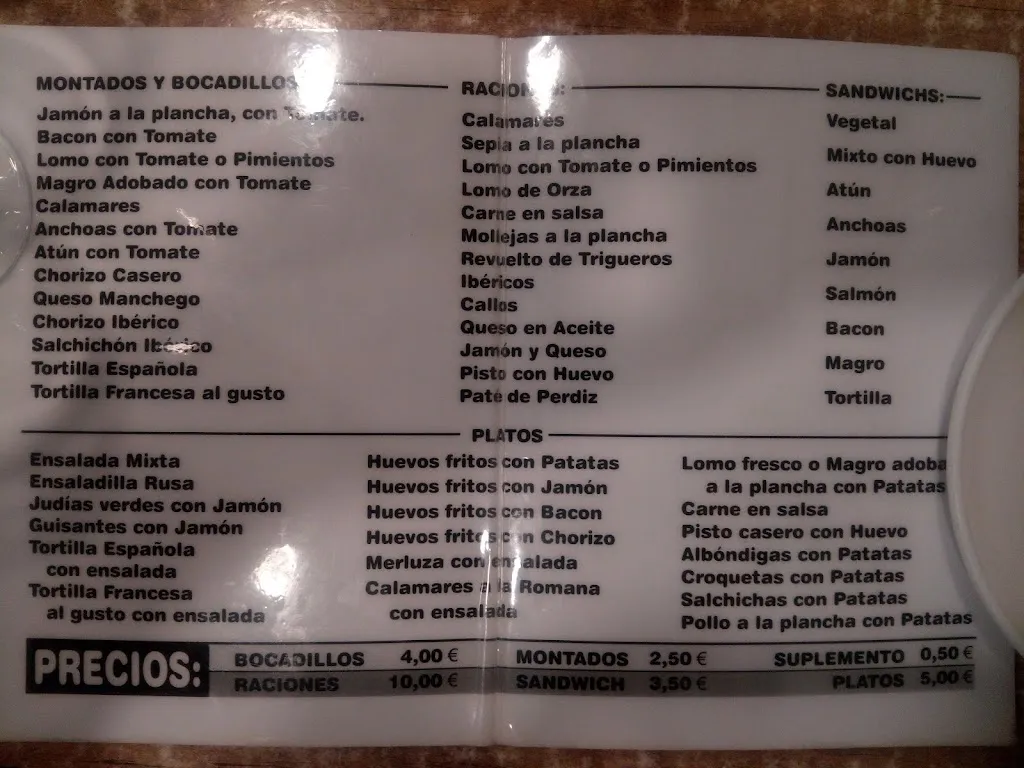 MONTADOS Y BOCADILLOS
Jamón a la plancha, con Tomate.
Bacon con Tomate
Lomo con Tomate o Pimientos
Magro Adobado con Tomate
Calamares
Anchoas con Tomate
Atún con Tomate
Chorizo Casero
Queso Manchego
Chorizo Ibérico
Salchichón Ibérico
Tortilla Española
Tortilla Francesa al gusto
RACIONES:
Calamares
Sepia a la plancha
Lomo con Tomate o Pimientos
Lomo de Orza
Carne en salsa
Mollejas a la plancha
Revuelto de Trigueros
Ibéricos
Callos
Queso en Aceite
Jamón y Queso
Pisto con Huevo
Paté de Perdiz
SANDWICHS:
Vegetal
Mixto con Huevo
Atún
Anchoas
Jamón
Salmón
Bacon
Magro
Tortilla
PLATOS
Ensalada Mixta
Ensaladilla Rusa
Judías verdes con Jamón
Guisantes con Jamón
Tortilla Española
con ensalada
Tortilla Francesa
al gusto con ensalada
Huevos fritos con Patatas
Huevos fritos con Jamón
Huevos fritos con Bacon
Huevos fritos con Chorizo
Merluza con ensalada
Calamares a la Romana
con ensalada
Lomo fresco o Magro adoba
a la plancha con Patatas
Carne en salsa
Pisto casero con Huevo
Albóndigas con Patatas
Croquetas con Patatas
Salchichas con Patatas
Pollo a la plancha con Patatas
PRECIOS:
BOCADILLOS 4,00 € MONTADOS 2,50 € SUPLEMENTO 0,50 €
RACIONES 10,00 € SANDWICH 3,50 € PLATOS 5,00 €